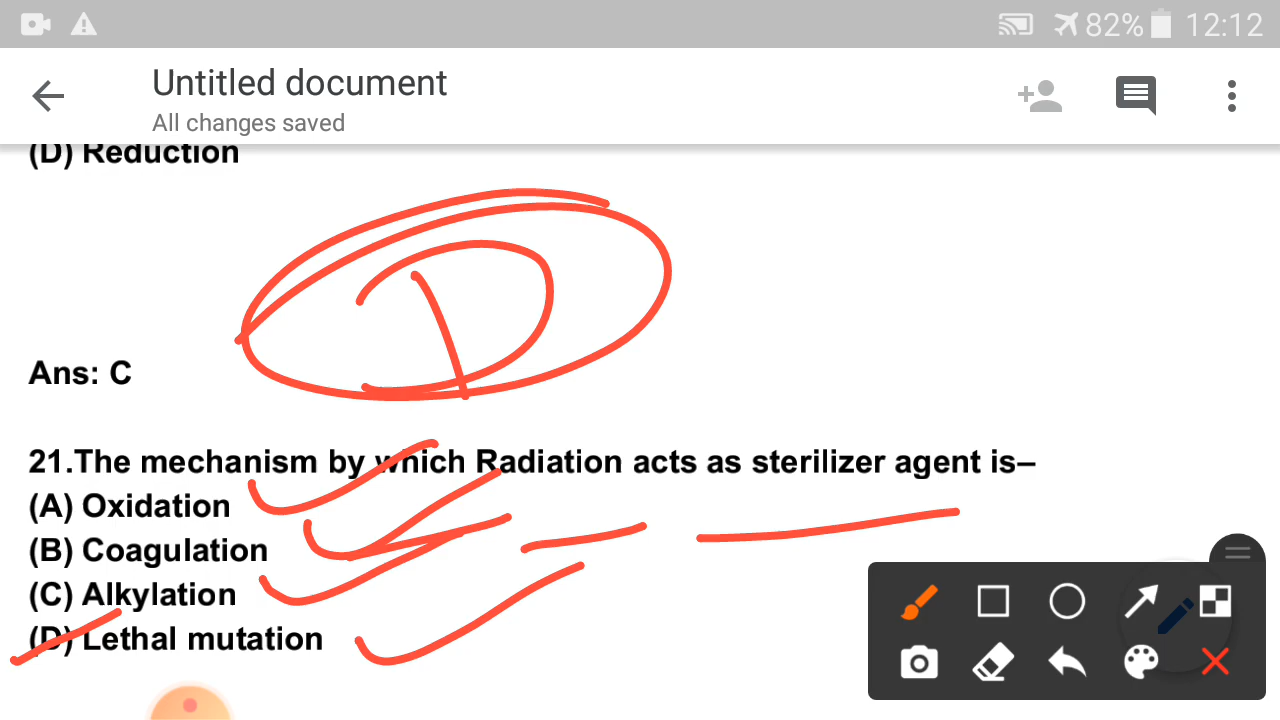 82% 12:12
Untitled document
All changes saved
(D) Reduction
D
Ans: C
21.The mechanism by which Radiation acts as sterilizer agent is–
(A) Oxidation
(B) Coagulation
(C) Alkylation
(D) Lethal mutation